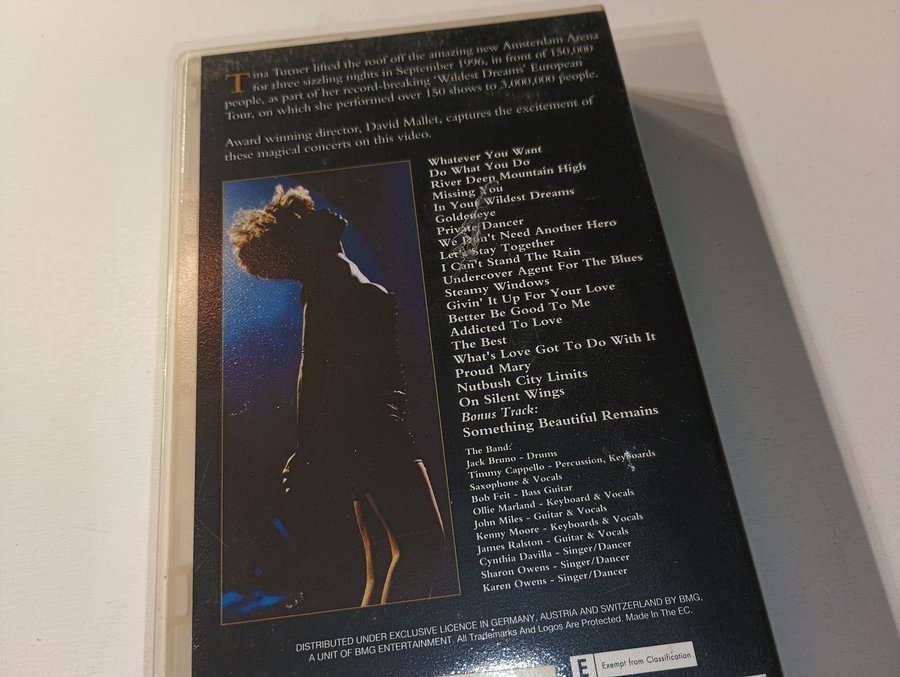 Tina Turner lifted the roof off the amazing new Amsterdam Arena
for three sizzling nights in September 1996, in front of 150,000
people, as part of her record-breaking 'Wildest Dreams' European
Tour, on which she performed over 150 shows to 3,000,000 people.
Award winning director, David Mallet, captures the excitement of
these magical concerts on this video.
Whatever You Want
Do What You Do
River Deep Mountain High
Missing You
In Your Wildest Dreams
Goldeneye
Private Dancer
We Don't Need Another Hero
Let's Stay Together
I Can't Stand The Rain
Undercover Agent For The Blues
Steamy Windows
Givin' It Up For Your Love
Better Be Good To Me
Addicted To Love
The Best
What's Love Got To Do With It
Proud Mary
Nutbush City Limits
On Silent Wings
Bonus Track:
Something Beautiful Remains
The Band:
Jack Bruno - Drums
Timmy Cappello - Percussion, Keyboards
Saxophone & Vocals
Bob Feit - Bass Guitar
Ollie Marland - Keyboard & Vocals
John Miles - Guitar & Vocals
Kenny Moore - Keyboards & Vocals
James Ralston - Guitar & Vocals
Cynthia Davilla - Singer/Dancer
Sharon Owens - Singer/Dancer
Karen Owens - Singer/Dancer
DISTRIBUTED UNDER EXCLUSIVE LICENCE IN GERMANY, AUSTRIA AND SWITZERLAND BY BMG,
A UNIT OF BMG ENTERTAINMENT. All Trademarks And Logos Are Protected. Made In The EC.
E Exempt from Classification